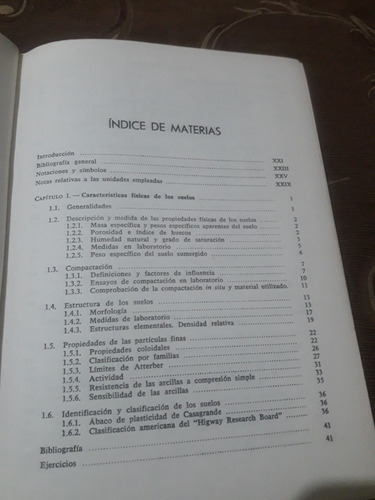 ÍNDICE DE MATERIAS
Introducción
Bibliografía general XXI
Notaciones y símbolos XXIII
Notas relativas a las unidades empleadas XXV
XXIX
CAPÍTULO I.—Características físicas de los suelos 1
1.1. Generalidades 1
1.2. Descripción y medida de las propiedades físicas de los suelos 2
1.2.1. Masa específica y pesos específicos aparentes del suelo 2
1.2.2. Porosidad e índice de huecos 2
1.2.3. Humedad natural y grado de saturación 3
1.2.4. Medidas en laboratorio 5
1.2.5. Peso específico del suelo sumergido 6
1.3. Compactación 7
1.3.1. Definiciones y factores de influencia 7
1.3.2. Ensayos de compactación en laboratorio 10
1.3.3. Comprobación de la compactación in situ y material utilizado. 11
1.4. Estructura de los suelos 13
1.4.1. Morfología 13
1.4.2. Medidas de laboratorio 17
1.4.3. Estructuras elementales. Densidad relativa 19
1.5. Propiedades de las partículas finas 22
1.5.1. Propiedades coloidales 22
1.5.2. Clasificación por familias 26
1.5.3. Límites de Atterber 27
1.5.4. Actividad 31
1.5.5. Resistencia de las arcillas a compresión simple 33
1.5.6. Sensibilidad de las arcillas 35
1.6. Identificación y clasificación de los suelos 36
1.6.1. Ábaco de plasticidad de Casagrande 36
1.6.2. Clasificación americana del "Higway Research Board" 36
Bibliografía 41
Ejercicios 41